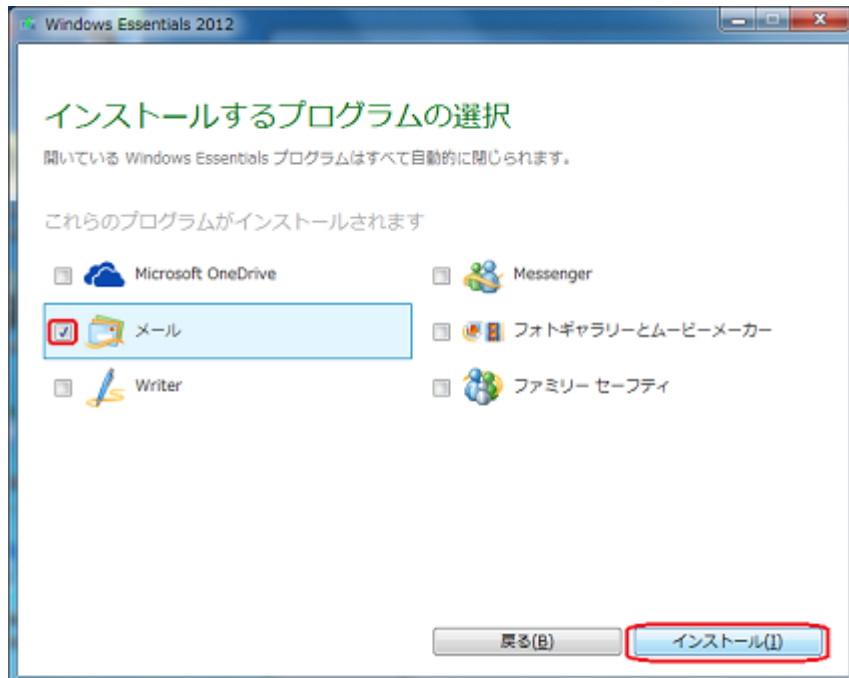 Windows Essentials 2012
インストールするプログラムの選択
開いている Windows Essentials プログラムはすべて自動的に閉じられます。
これらのプログラムがインストールされます
Microsoft OneDrive
Messenger
メール
フォトギャラリーとムービーメーカー
Writer
ファミリー セーフティ
戻る(B)
インストール(I)